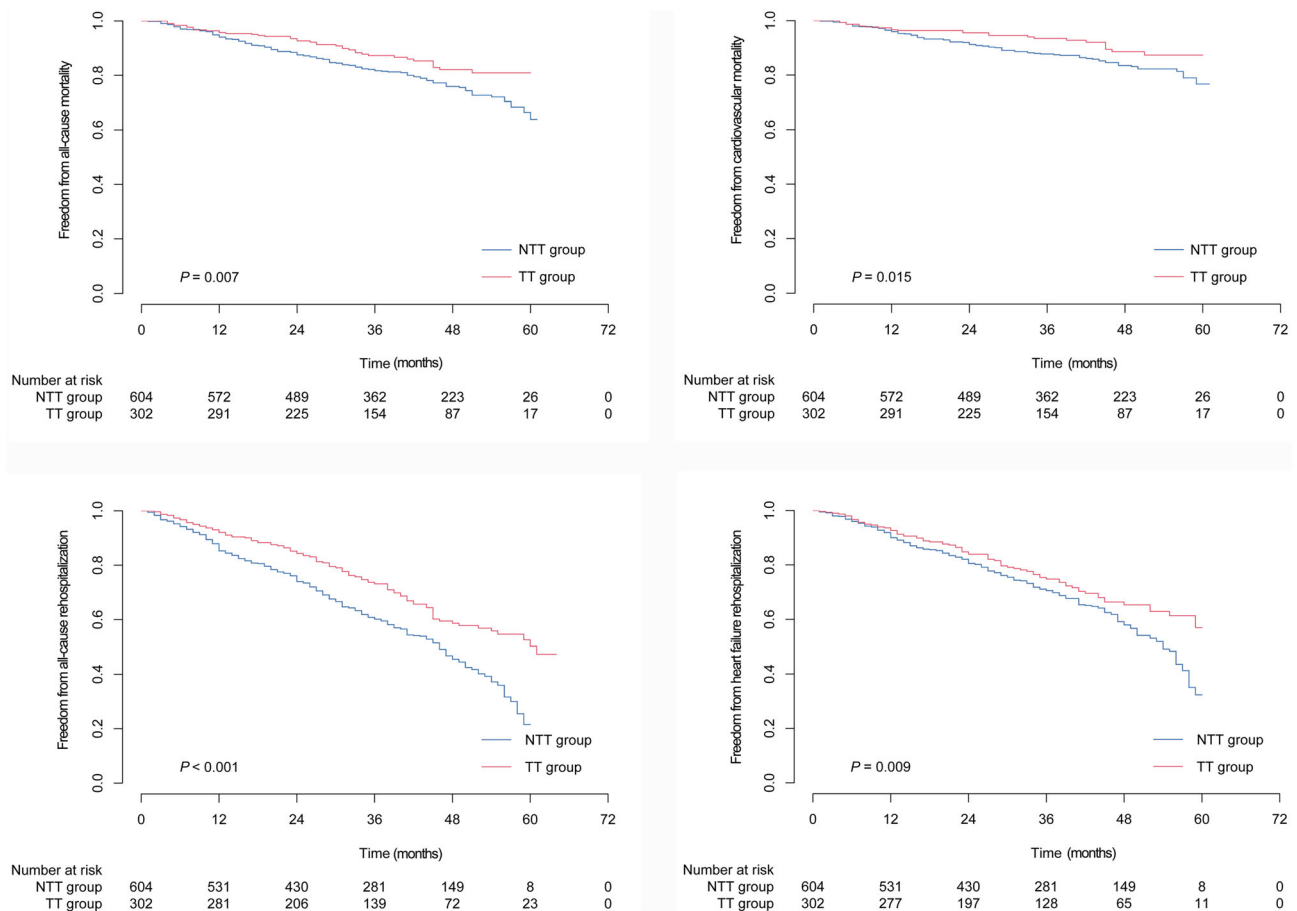 Freedom from all-cause mortality
1.0
0.8
0.6
0.4
0.2
0.0
NTT group
TT group
P = 0.007
0 12 24 36 48 60 72
Time (months)
Number at risk
NTT group 604 572 489 362 223 26 0
TT group 302 291 225 154 87 17 0
Freedom from cardiovascular mortality
1.0
0.8
0.6
0.4
0.2
0.0
NTT group
TT group
P = 0.015
0 12 24 36 48 60 72
Time (months)
Number at risk
NTT group 604 572 489 362 223 26 0
TT group 302 291 225 154 87 17 0
Freedom from all-cause rehospitalization
1.0
0.8
0.6
0.4
0.2
0.0
NTT group
TT group
P < 0.001
0 12 24 36 48 60 72
Time (months)
Number at risk
NTT group 604 531 430 281 149 8 0
TT group 302 281 206 139 72 23 0
Freedom from heart failure rehospitalization
1.0
0.8
0.6
0.4
0.2
0.0
NTT group
TT group
P = 0.009
0 12 24 36 48 60 72
Time (months)
Number at risk
NTT group 604 531 430 281 149 8 0
TT group 302 277 197 128 65 11 0